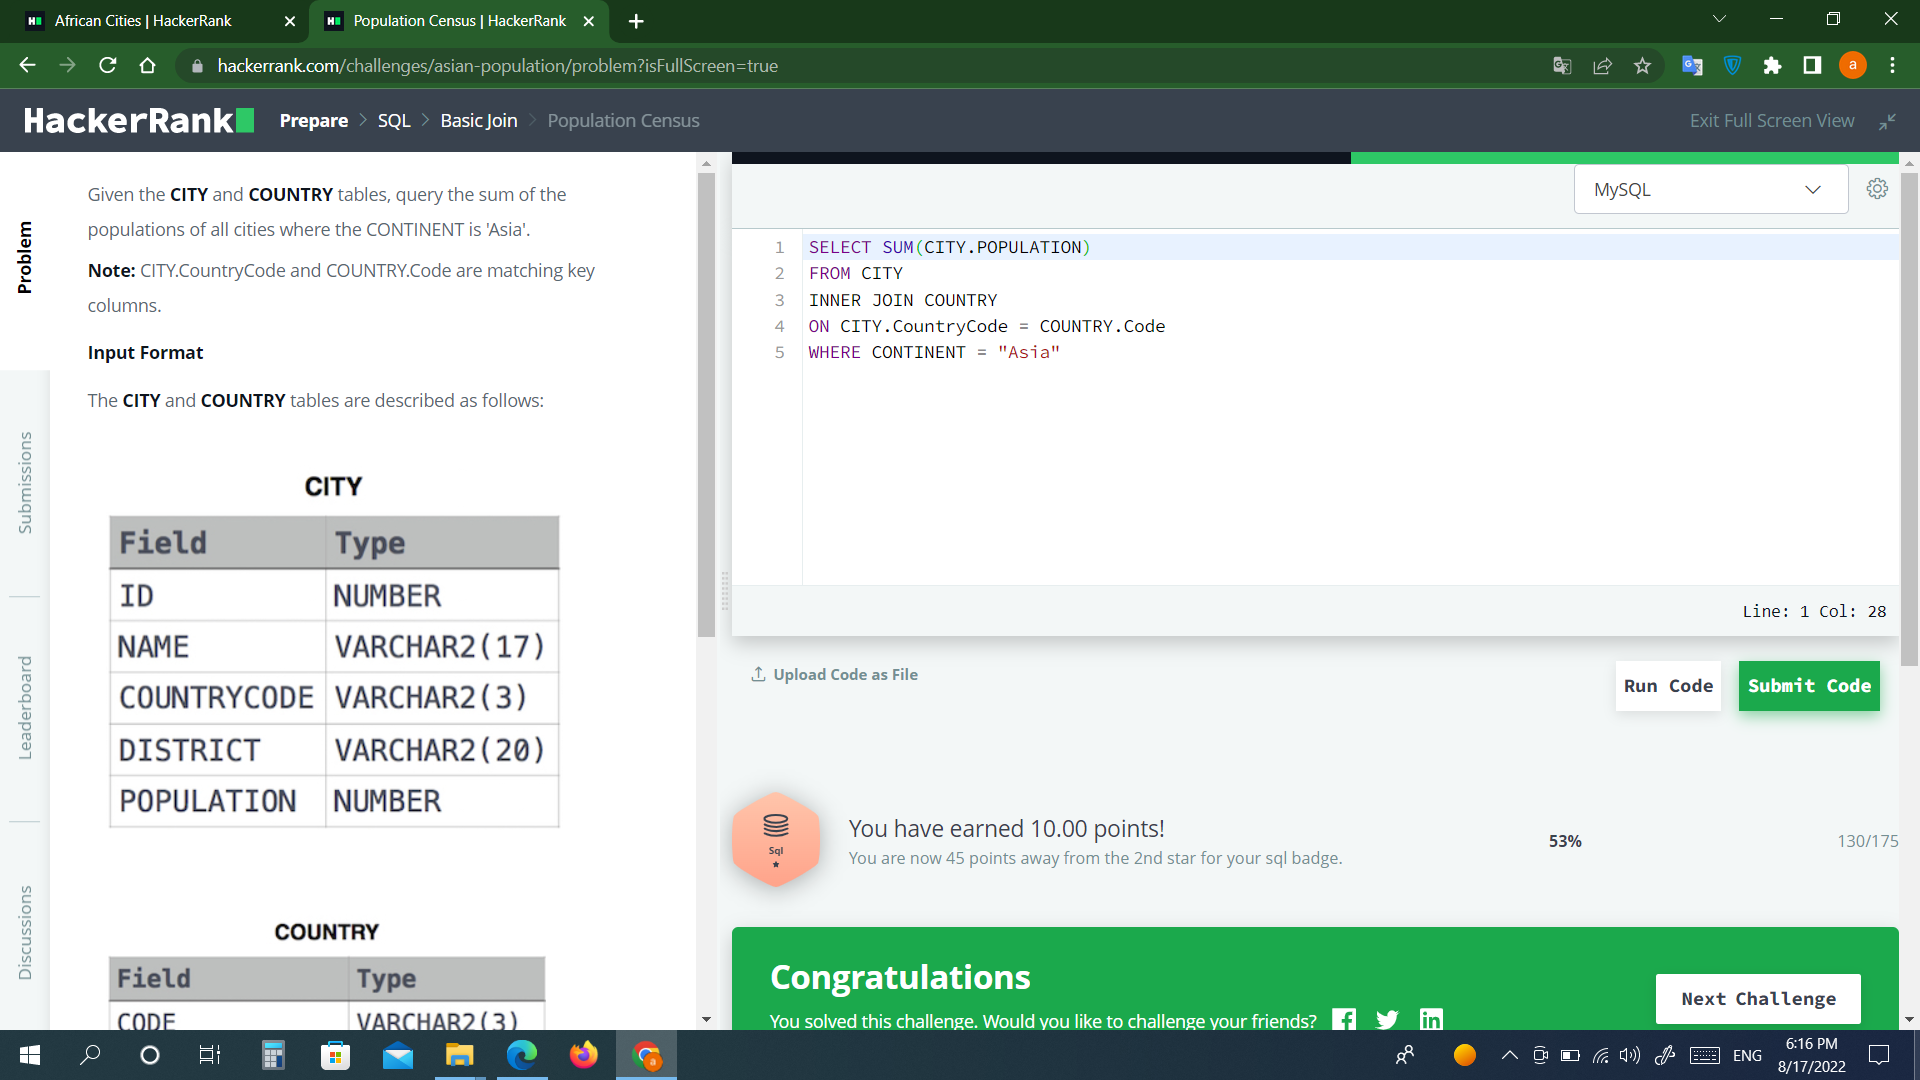 African Cities | HackerRank
Population Census | HackerRank
hackerrank.com/challenges/asian-population/problem?isFullScreen=true
a
HackerRank
Prepare > SQL > Basic Join > Population Census
Exit Full Screen View
Problem
Submissions
Leaderboard
Discussions
Given the CITY and COUNTRY tables, query the sum of the
populations of all cities where the CONTINENT is 'Asia'.
Note: CITY.CountryCode and COUNTRY.Code are matching key
columns.
Input Format
The CITY and COUNTRY tables are described as follows:
CITY
Field Type
ID NUMBER
NAME VARCHAR2(17)
COUNTRYCODE VARCHAR2(3)
DISTRICT VARCHAR2(20)
POPULATION NUMBER
COUNTRY
Field Type
CODE VARCHAR2(3)
MySQL
1 SELECT SUM(CITY.POPULATION)
2 FROM CITY
3 INNER JOIN COUNTRY
4 ON CITY.CountryCode = COUNTRY.Code
5 WHERE CONTINENT = "Asia"
Line: 1 Col: 28
Upload Code as File
Run Code
Submit Code
Sql
You have earned 10.00 points!
You are now 45 points away from the 2nd star for your sql badge.
53%
130/175
Congratulations
You solved this challenge. Would you like to challenge your friends?
Next Challenge
ENG
6:16 PM
8/17/2022